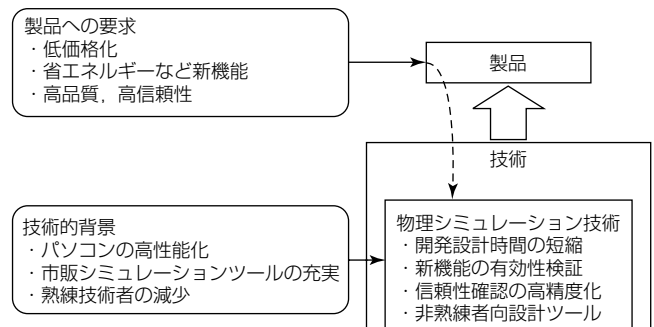 製品への要求
・低価格化
・省エネルギーなど新機能
・高品質，高信頼性
製品
技術
技術的背景
・パソコンの高性能化
・市販シミュレーションツールの充実
・熟練技術者の減少
物理シミュレーション技術
・開発設計時間の短縮
・新機能の有効性検証
・信頼性確認の高精度化
・非熟練者向設計ツール